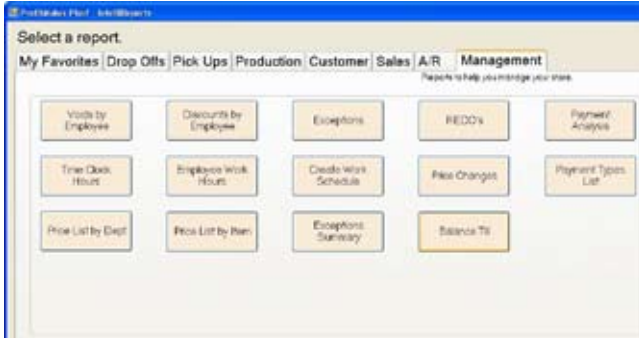 Select a report.
My Favorites Drop Offs Pick Ups Production Customer Sales A/R Management
Reports to help you manage your store.
Voids by
Employee
Discounts by
Employee
Exceptions
REDO's
Payment
Analysis
Time Clock
Hours
Employee Work
Hours
Create Work
Schedule
Price Changes
Payment Types
List
Price List by Dept
Price List by Item
Exceptions
Summary
Balance Till